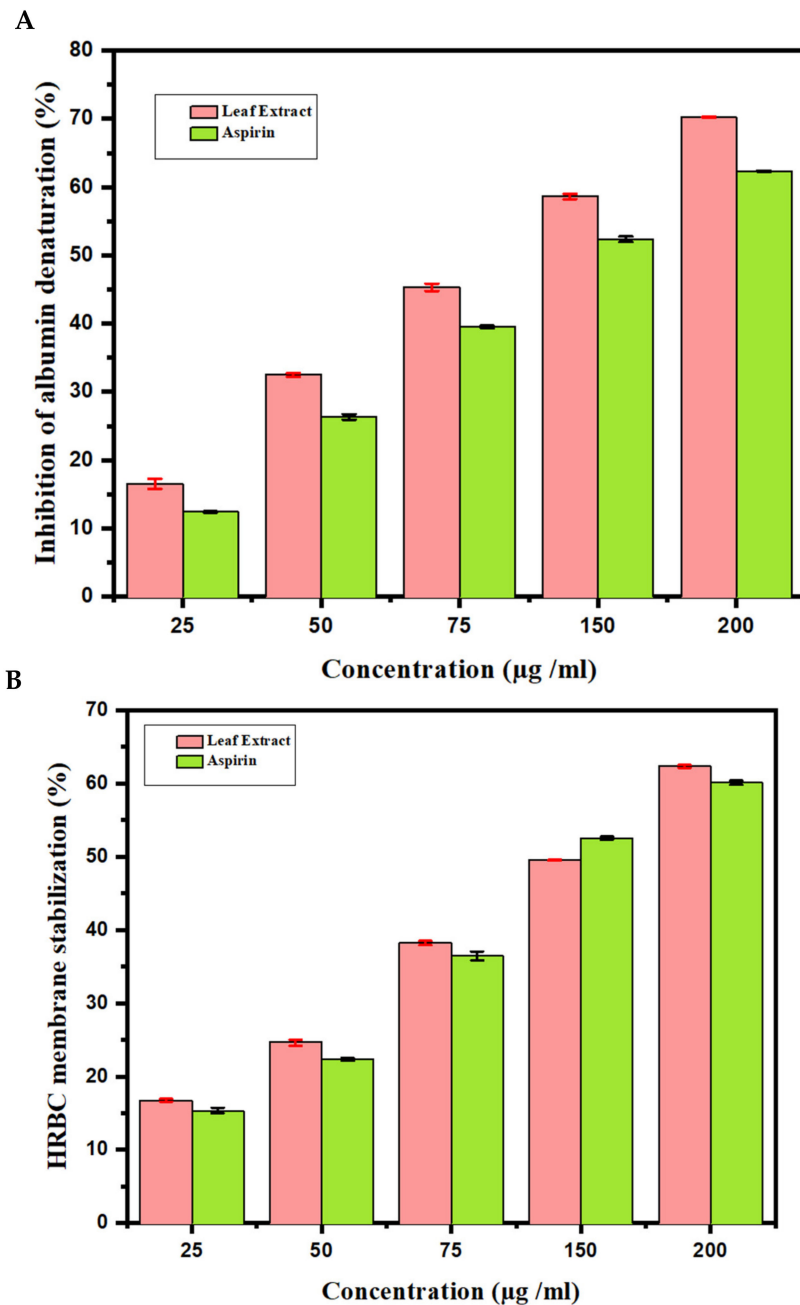 A
80
70
60
50
40
30
20
10
0
Inhibition of albumin denaturation (%)
Leaf Extract
Aspirin
25 50 75 150 200
Concentration (µg /ml)
B
70
60
50
40
30
20
10
0
HRBC membrane stabilization (%)
Leaf Extract
Aspirin
25 50 75 150 200
Concentration (µg /ml)